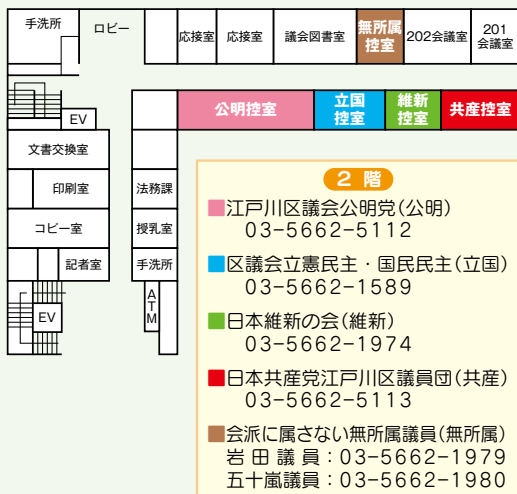 手洗所
ロビー
応接室
応接室
議会図書室
無所属
控室
202会議室
201
会議室
公明控室
立国
控室
維新
控室
共産控室
EV
文書交換室
印刷室
法務課
コピー室
授乳室
記者室
手洗所
EV
ATM
2 階
■江戸川区議会公明党(公明)
03-5662-5112
■区議会立憲民主・国民民主(立国)
03-5662-1589
■日本維新の会(維新)
03-5662-1974
■日本共産党江戸川区議員団(共産)
03-5662-5113
■会派に属さない無所属議員(無所属)
岩田議員:03-5662-1979
五十嵐議員:03-5662-1980